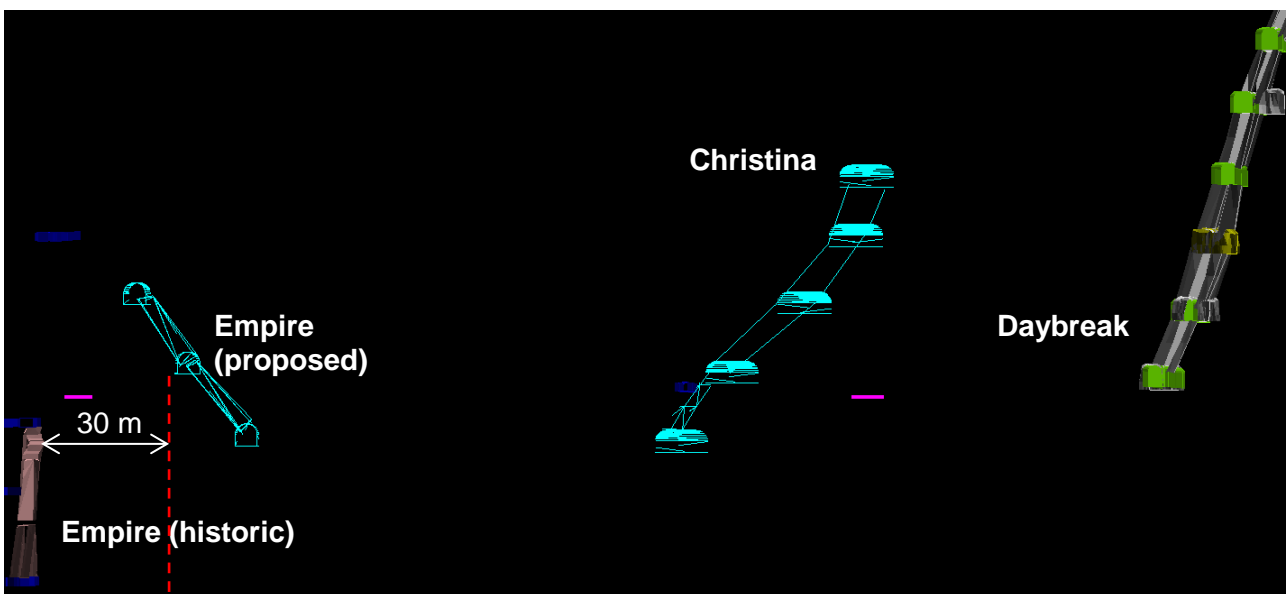 Christina
Empire
(proposed)
Daybreak
30 m
Empire (historic)